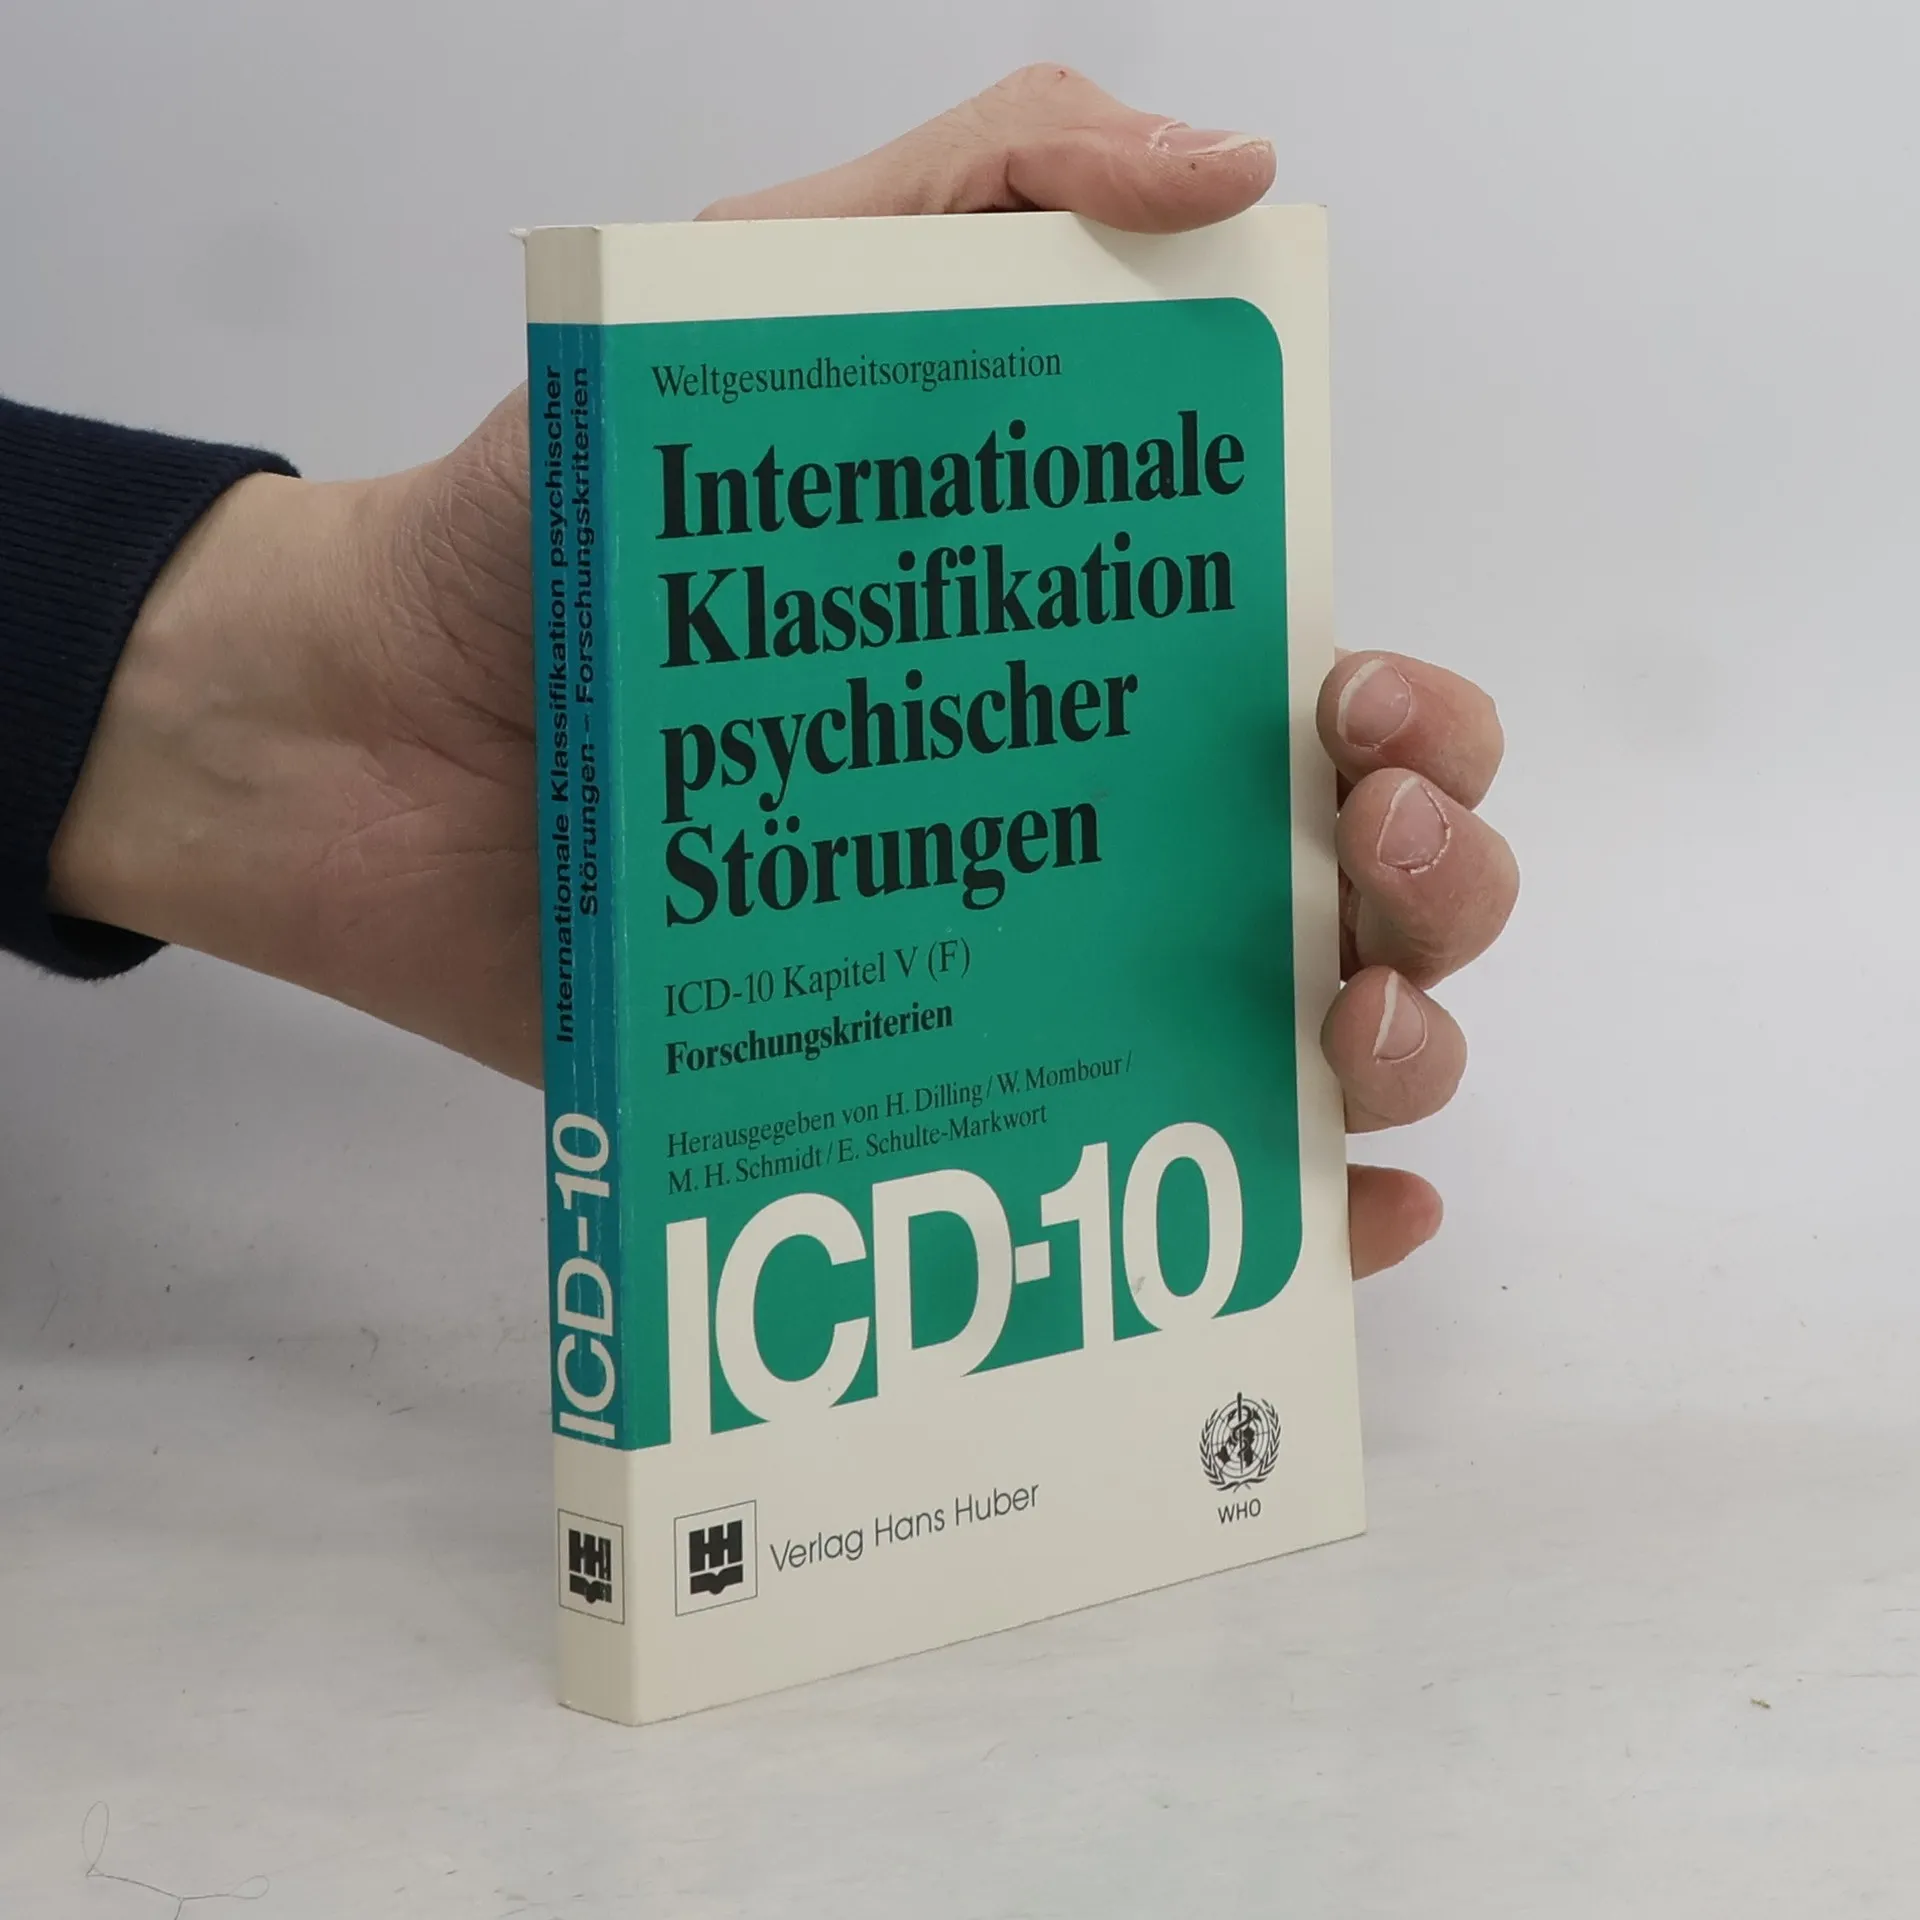 Weltgesundheitsorganisation
Internationale
Klassifikation
psychischer
Störungen
ICD-10 Kapitel V (F)
Forschungskriterien
Herausgegeben von H. Dilling / W. Mombour /
M. H. Schmidt / E. Schulte-Markwort
ICD-10
Verlag Hans Huber
WHO
Internationale Klassifikation psychischer
Störungen – Forschungskriterien
ICD-10